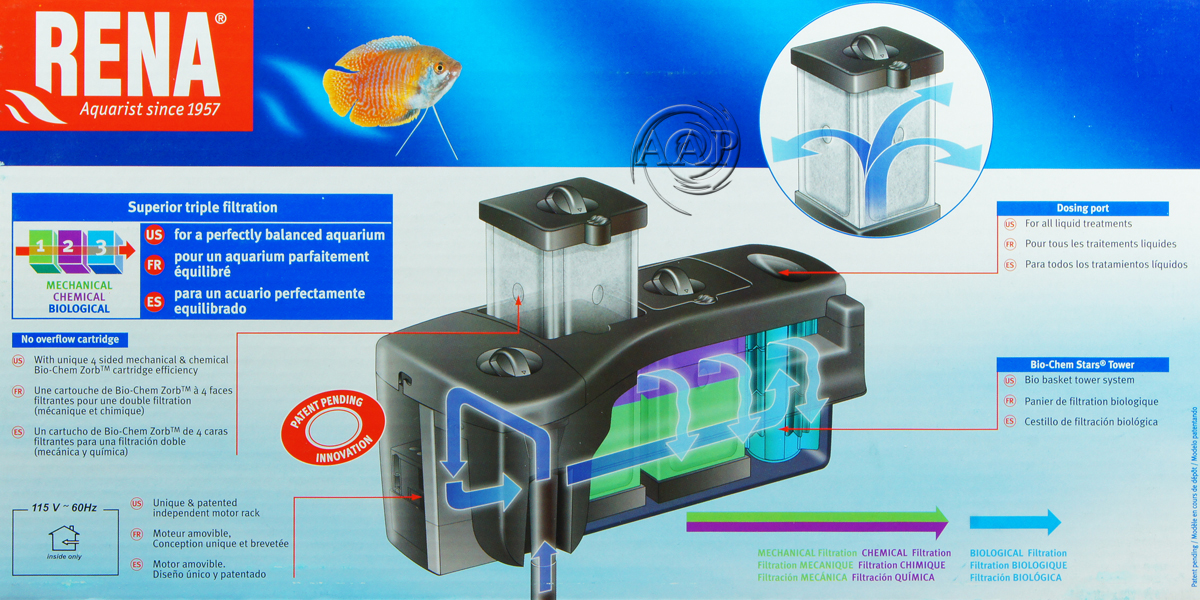 RENA®
Aquarist since 1957
AAP
Superior triple filtration
1 2 3
MECHANICAL
CHEMICAL
BIOLOGICAL
US for a perfectly balanced aquarium
FR pour un aquarium parfaitement
équilibré
ES para un acuario perfectamente
equilibrado
No overflow cartridge
US With unique 4 sided mechanical & chemical
Bio-Chem Zorb™ cartridge efficiency
FR Une cartouche de Bio-Chem Zorb™ à 4 faces
filtrantes pour une double filtration
(mécanique et chimique)
ES Un cartucho de Bio-Chem Zorb™ de 4 caras
filtrantes para una filtración doble
(mecánica y química)
PATENT PENDING
INNOVATION
115 V ~ 60Hz
inside only
US Unique & patented
independent motor rack
FR Moteur amovible,
Conception unique et brevetée
ES Motor amovible.
Diseño único y patentado
Dosing port
US For all liquid treatments
FR Pour tous les traitements liquides
ES Para todos los tratamientos líquidos
Bio-Chem Stars® Tower
US Bio basket tower system
FR Panier de filtration biologique
ES Cestillo de filtración biológica
MECHANICAL Filtration CHEMICAL Filtration
Filtration MECANIQUE Filtration CHIMIQUE
Filtración MECÁNICA Filtración QUÍMICA
BIOLOGICAL Filtration
Filtration BIOLOGIQUE
Filtración BIOLÓGICA
Patent pending / Modèle en cours de dépôt / Modelo patentando